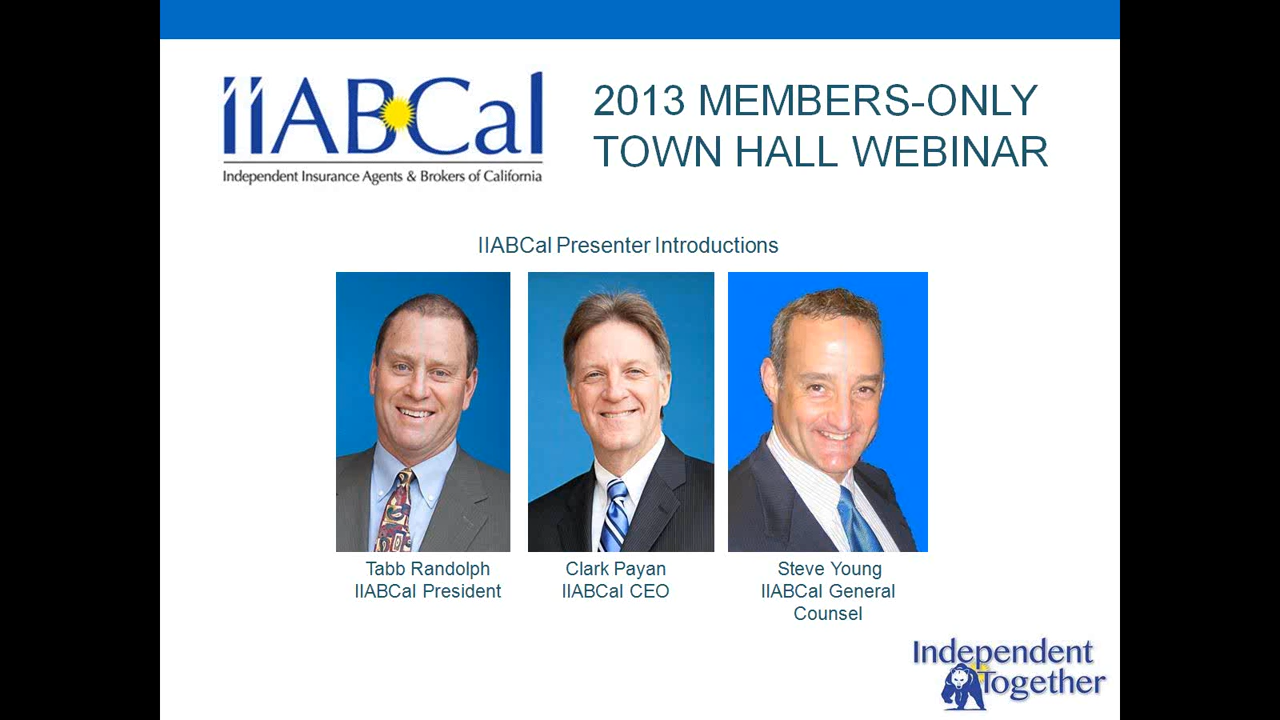 IIABCal
Independent Insurance Agents & Brokers of California
2013 MEMBERS-ONLY
TOWN HALL WEBINAR
IIABCal Presenter Introductions
Tabb Randolph
IIABCal President
Clark Payan
IIABCal CEO
Steve Young
IIABCal General
Counsel
Independent
Together